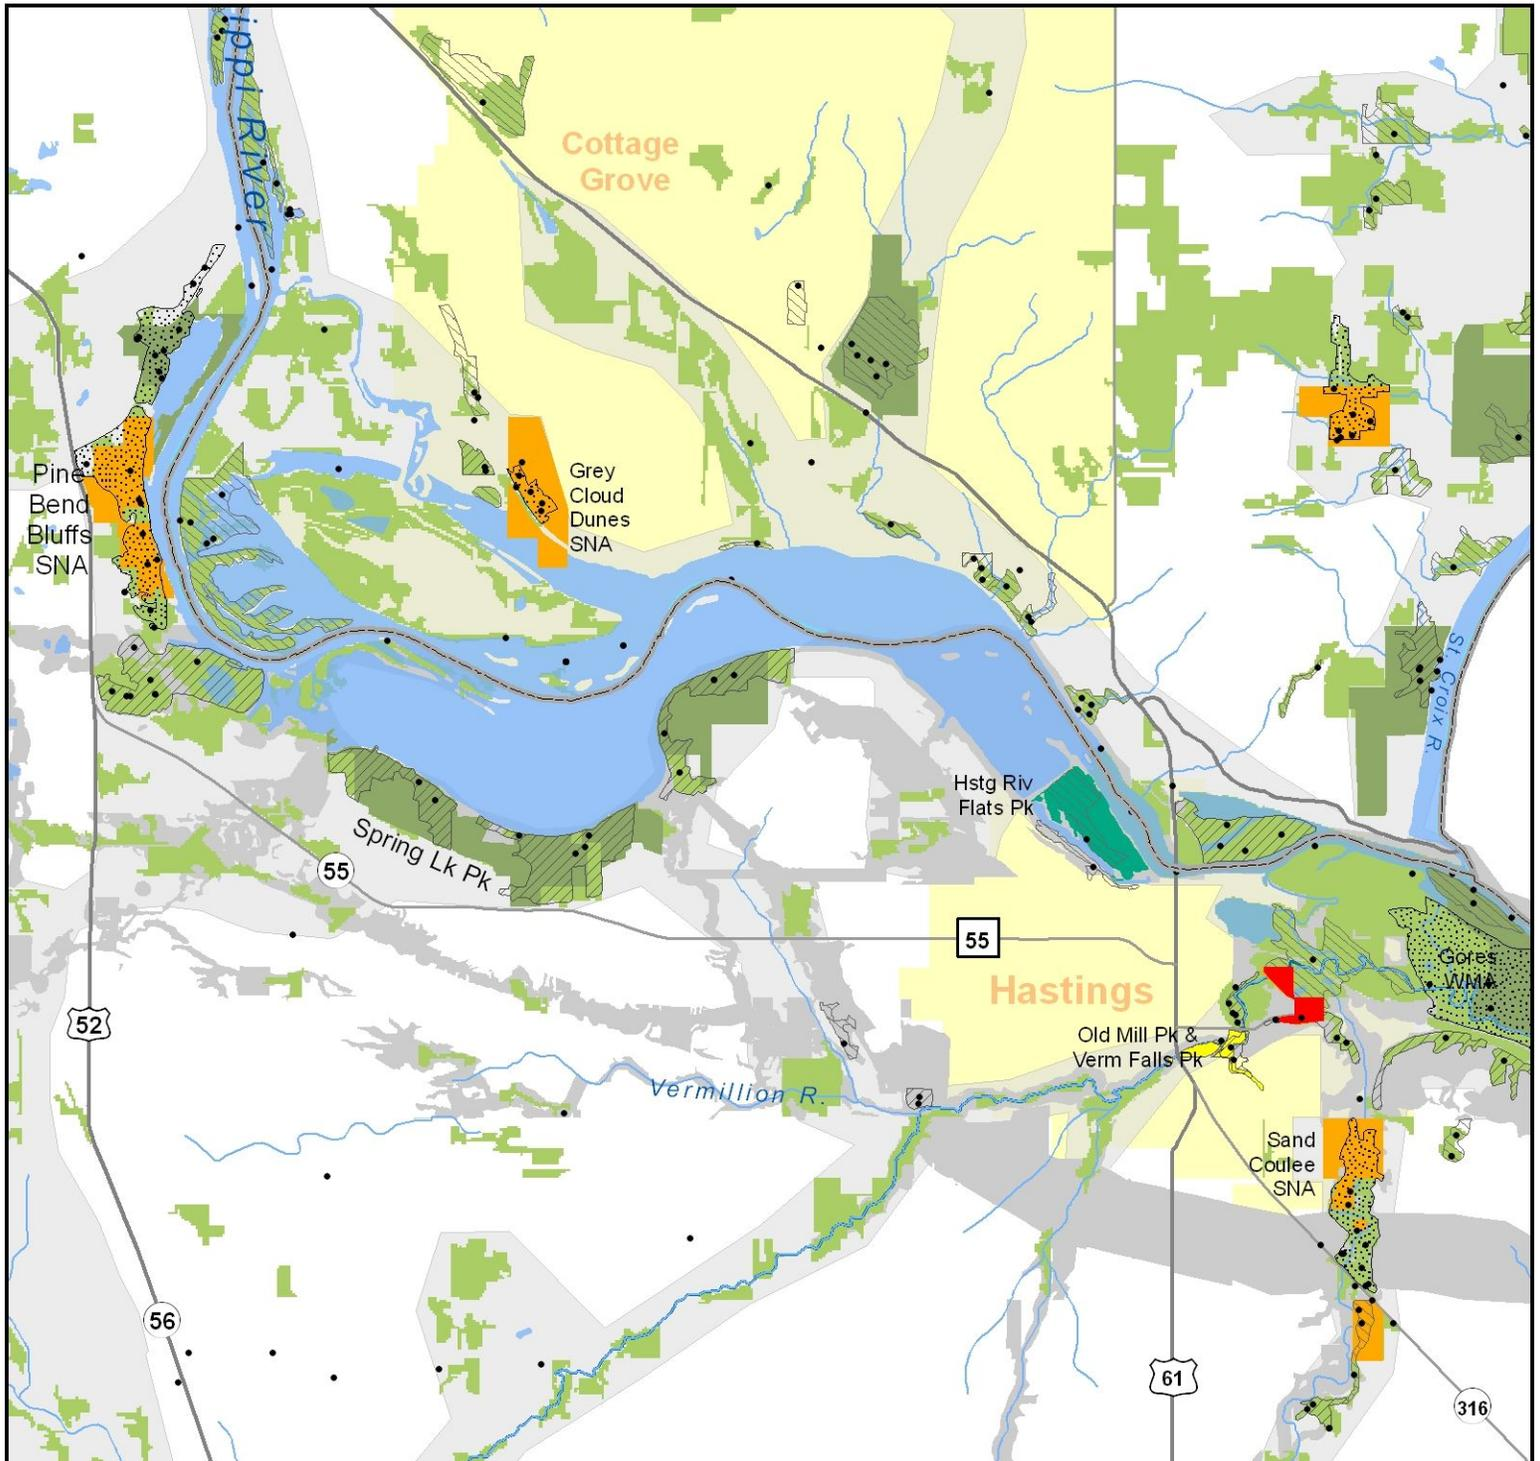 ippi River
Cottage
Grove
Pine
Bend
Bluffs
SNA
Grey
Cloud
Dunes
SNA
St. Croix R.
Hstg Riv
Flats Pk
Spring Lk Pk
55
55
Gores
WMA
Hastings
52
Old Mill Pk &
Verm Falls Pk
Vermillion R.
Sand
Coulee
SNA
56
61
316